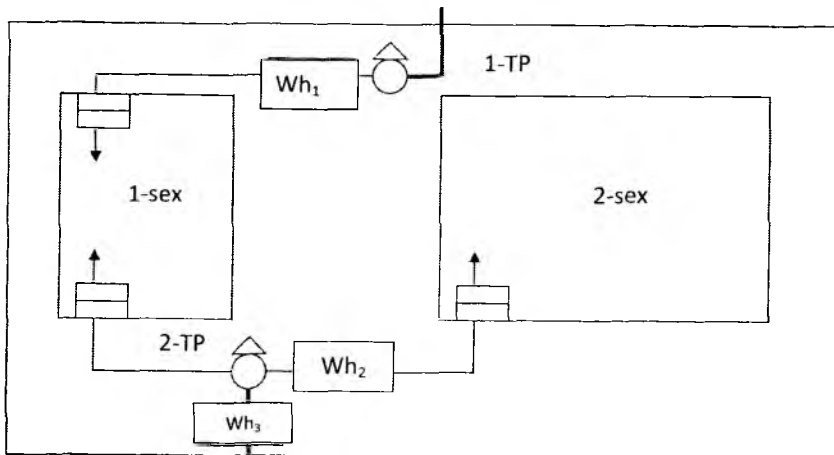 1-TP
Wh₁
1-sex
2-sex
2-TP
Wh₂
Wh₃